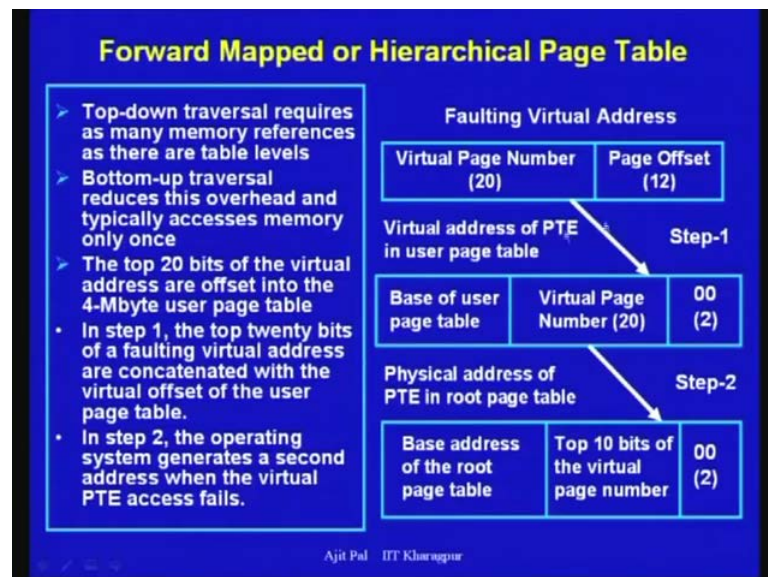 Forward Mapped or Hierarchical Page Table
➢ Top-down traversal requires
as many memory references
as there are table levels
➢ Bottom-up traversal
reduces this overhead and
typically accesses memory
only once
➢ The top 20 bits of the virtual
address are offset into the
4-Mbyte user page table
• In step 1, the top twenty bits
of a faulting virtual address
are concatenated with the
virtual offset of the user
page table.
• In step 2, the operating
system generates a second
address when the virtual
PTE access fails.
Faulting Virtual Address
Virtual Page Number
(20)
Page Offset
(12)
Virtual address of PTE
in user page table
Step-1
Base of user
page table
Virtual Page
Number (20)
00
(2)
Physical address of
PTE in root page table
Step-2
Base address
of the root
page table
Top 10 bits of
the virtual
page number
00
(2)
Ajit Pal IIT Kharagpur